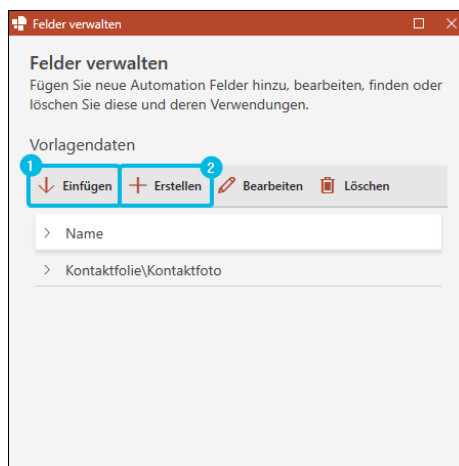 Felder verwalten
Felder verwalten
Fügen Sie neue Automation Felder hinzu, bearbeiten, finden oder
löschen Sie diese und deren Verwendungen.
Vorlagendaten
1 2
Einfügen Erstellen Bearbeiten Löschen
Name
Kontaktfolie\Kontaktfoto